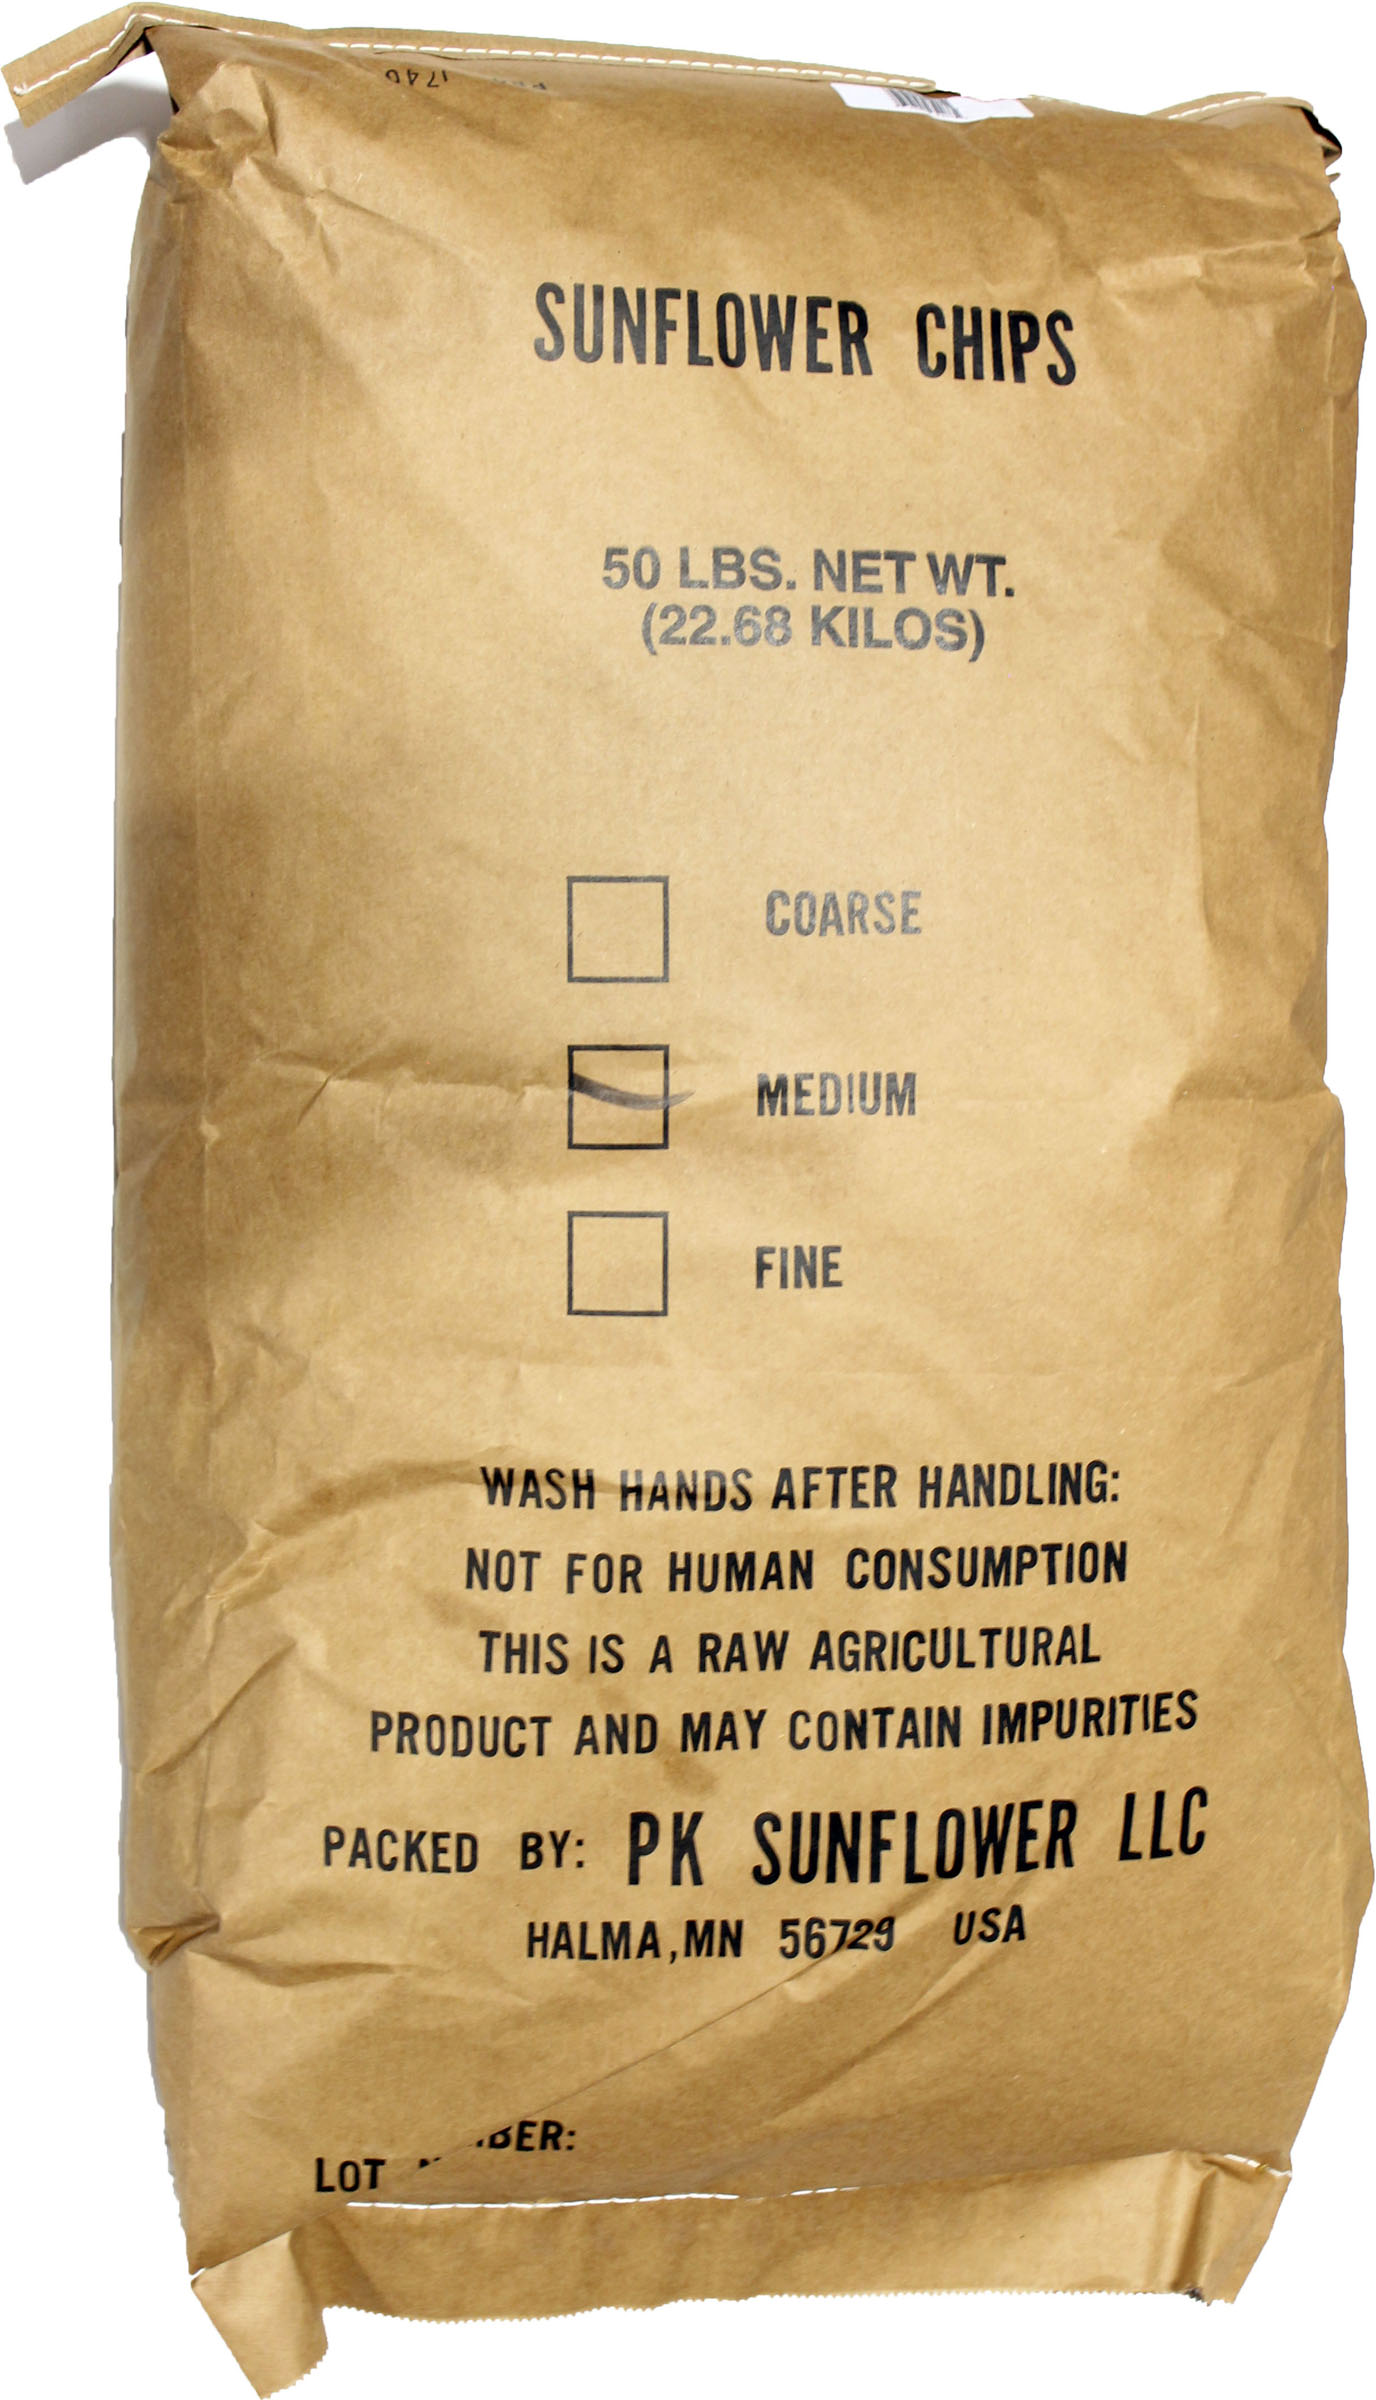 SUNFLOWER CHIPS
50 LBS. NET WT.
(22.68 KILOS)
COARSE
MEDIUM
FINE
WASH HANDS AFTER HANDLING:
NOT FOR HUMAN CONSUMPTION
THIS IS A RAW AGRICULTURAL
PRODUCT AND MAY CONTAIN IMPURITIES
PACKED BY: PK SUNFLOWER LLC
HALMA, MN 56729 USA
LOT